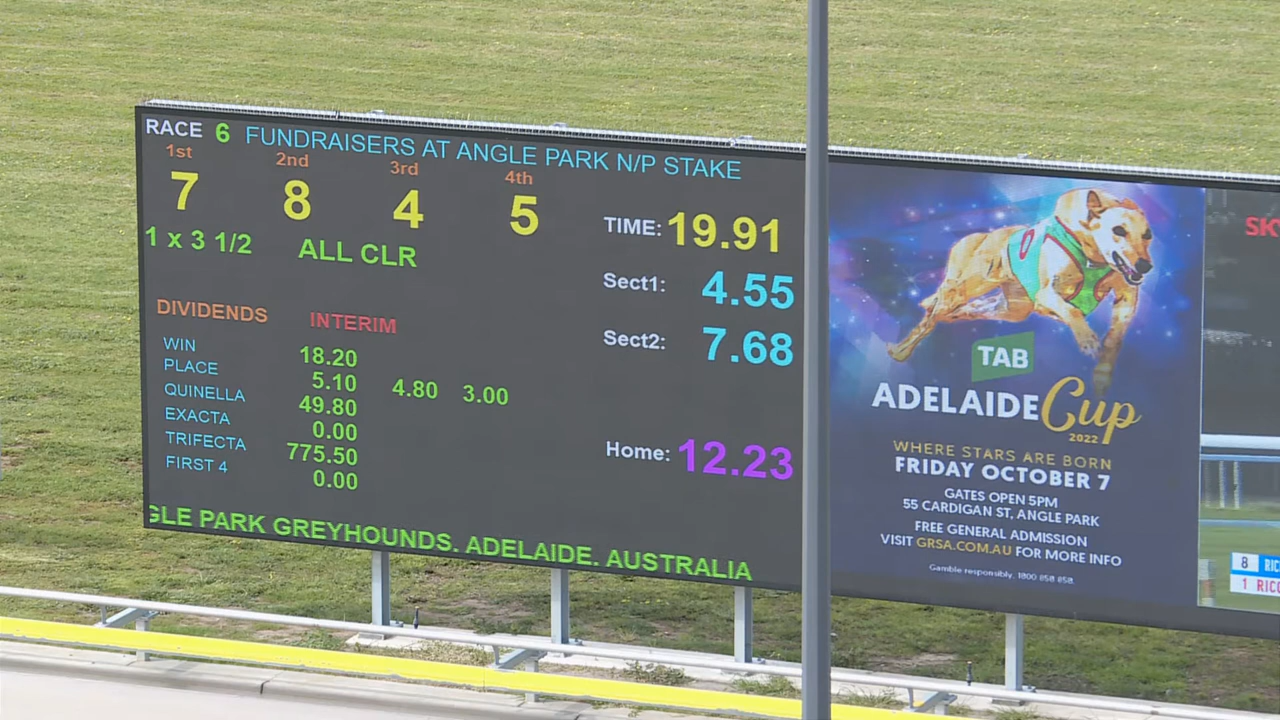 RACE 6 FUNDRAISERS AT ANGLE PARK N/P STAKE
1st 2nd 3rd 4th
7 8 4 5
1 x 3 1/2 ALL CLR
TIME: 19.91
Sect1: 4.55
Sect2: 7.68
Home: 12.23
DIVIDENDS INTERIM
WIN 18.20
PLACE 5.10 4.80 3.00
QUINELLA 49.80
EXACTA 0.00
TRIFECTA 775.50
FIRST 4 0.00
GLE PARK GREYHOUNDS. ADELAIDE. AUSTRALIA
TAB
ADELAIDE Cup
2022
WHERE STARS ARE BORN
FRIDAY OCTOBER 7
GATES OPEN 5PM
55 CARDIGAN ST, ANGLE PARK
FREE GENERAL ADMISSION
VISIT GRSA.COM.AU FOR MORE INFO
Gamble responsibly. 1800 858 858.
SK
8 RIC
1 RICO